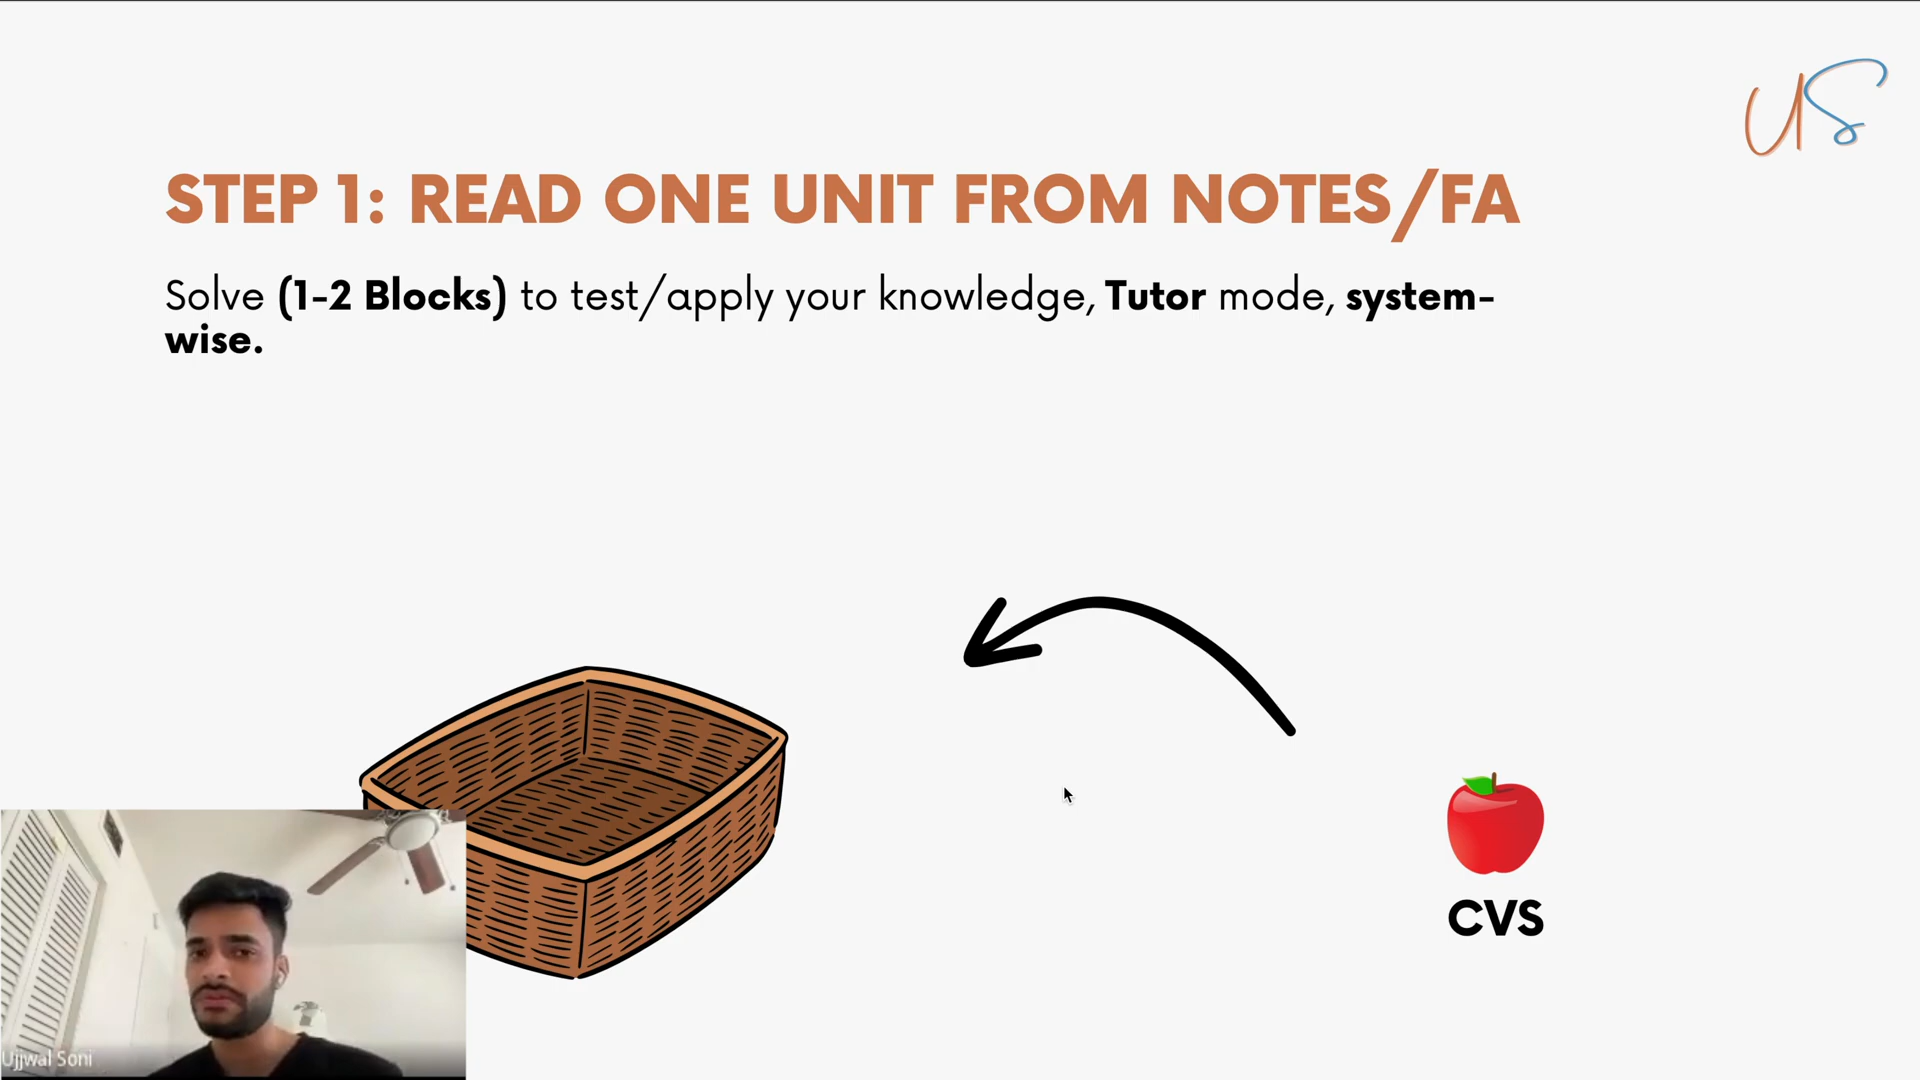 US
STEP 1: READ ONE UNIT FROM NOTES/FA
Solve (1-2 Blocks) to test/apply your knowledge, Tutor mode, system-
wise.
CVS
Ujjwal Soni